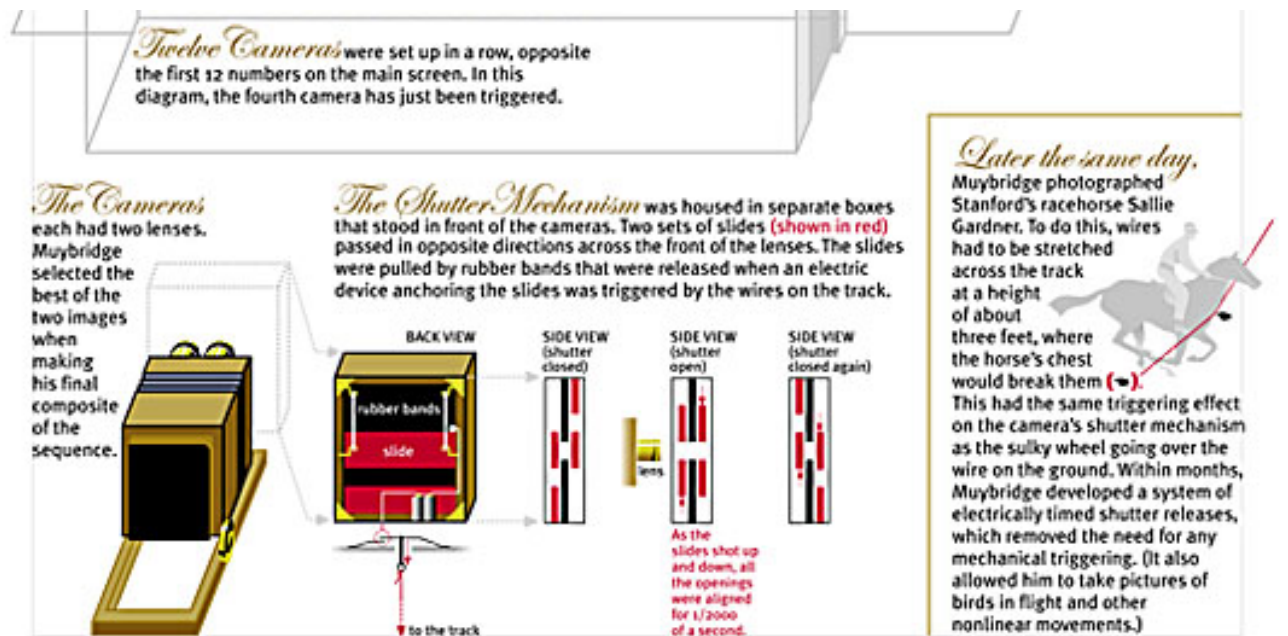 Twelve Cameras were set up in a row, opposite
the first 12 numbers on the main screen. In this
diagram, the fourth camera has just been triggered.
The Cameras
each had two lenses.
Muybridge
selected the
best of the
two images
when
making
his final
composite
of the
sequence.
The Shutter Mechanism was housed in separate boxes
that stood in front of the cameras. Two sets of slides (shown in red)
passed in opposite directions across the front of the lenses. The slides
were pulled by rubber bands that were released when an electric
device anchoring the slides was triggered by the wires on the track.
BACK VIEW
rubber bands
slide
to the track
SIDE VIEW
(shutter
closed)
lens
SIDE VIEW
(shutter
open)
As the
slides shot up
and down, all
the openings
were aligned
for 1/2000
of a second.
SIDE VIEW
(shutter
closed again)
Later the same day,
Muybridge photographed
Stanford's racehorse Sallie
Gardner. To do this, wires
had to be stretched
across the track
at a height
of about
three feet, where
the horse's chest
would break them ( ).
This had the same triggering effect
on the camera's shutter mechanism
as the sulky wheel going over the
wire on the ground. Within months,
Muybridge developed a system of
electrically timed shutter releases,
which removed the need for any
mechanical triggering. (It also
allowed him to take pictures of
birds in flight and other
nonlinear movements.)